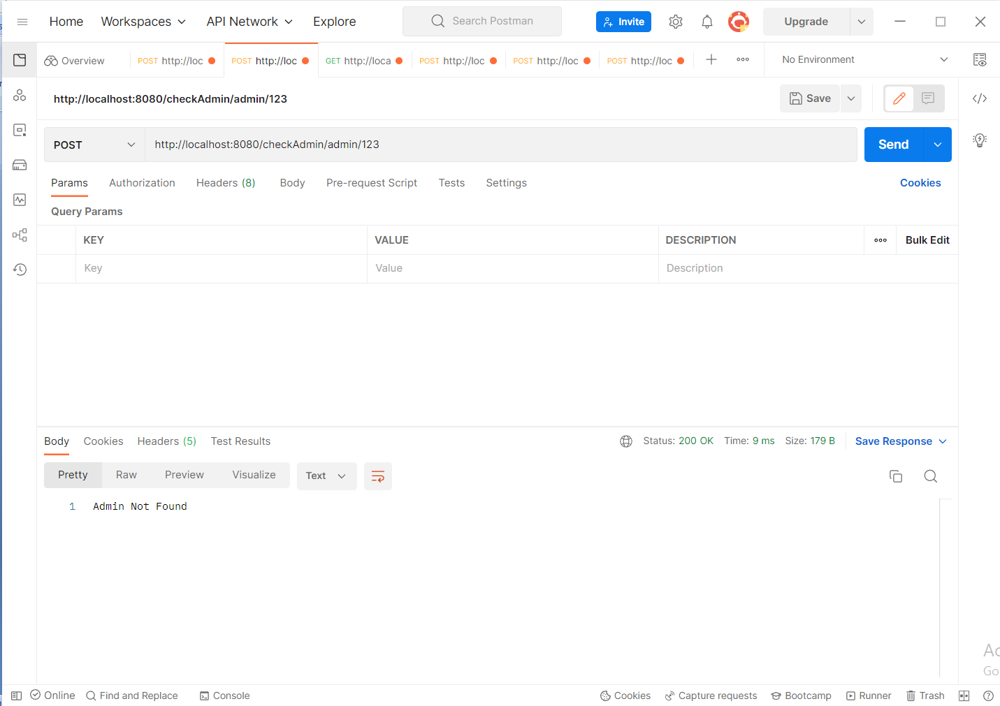 Home Workspaces API Network Explore Search Postman Invite Upgrade
Overview POST http://loc POST http://loc GET http://loca POST http://loc POST http://loc POST http://loc No Environment
http://localhost:8080/checkAdmin/admin/123 Save
POST http://localhost:8080/checkAdmin/admin/123 Send
Params Authorization Headers (8) Body Pre-request Script Tests Settings Cookies
Query Params
KEY VALUE DESCRIPTION Bulk Edit
Key Value Description
Body Cookies Headers (5) Test Results Status: 200 OK Time: 9 ms Size: 179 B Save Response
Pretty Raw Preview Visualize Text
1 Admin Not Found
Ac
Go
Online Find and Replace Console Cookies Capture requests Bootcamp Runner Trash